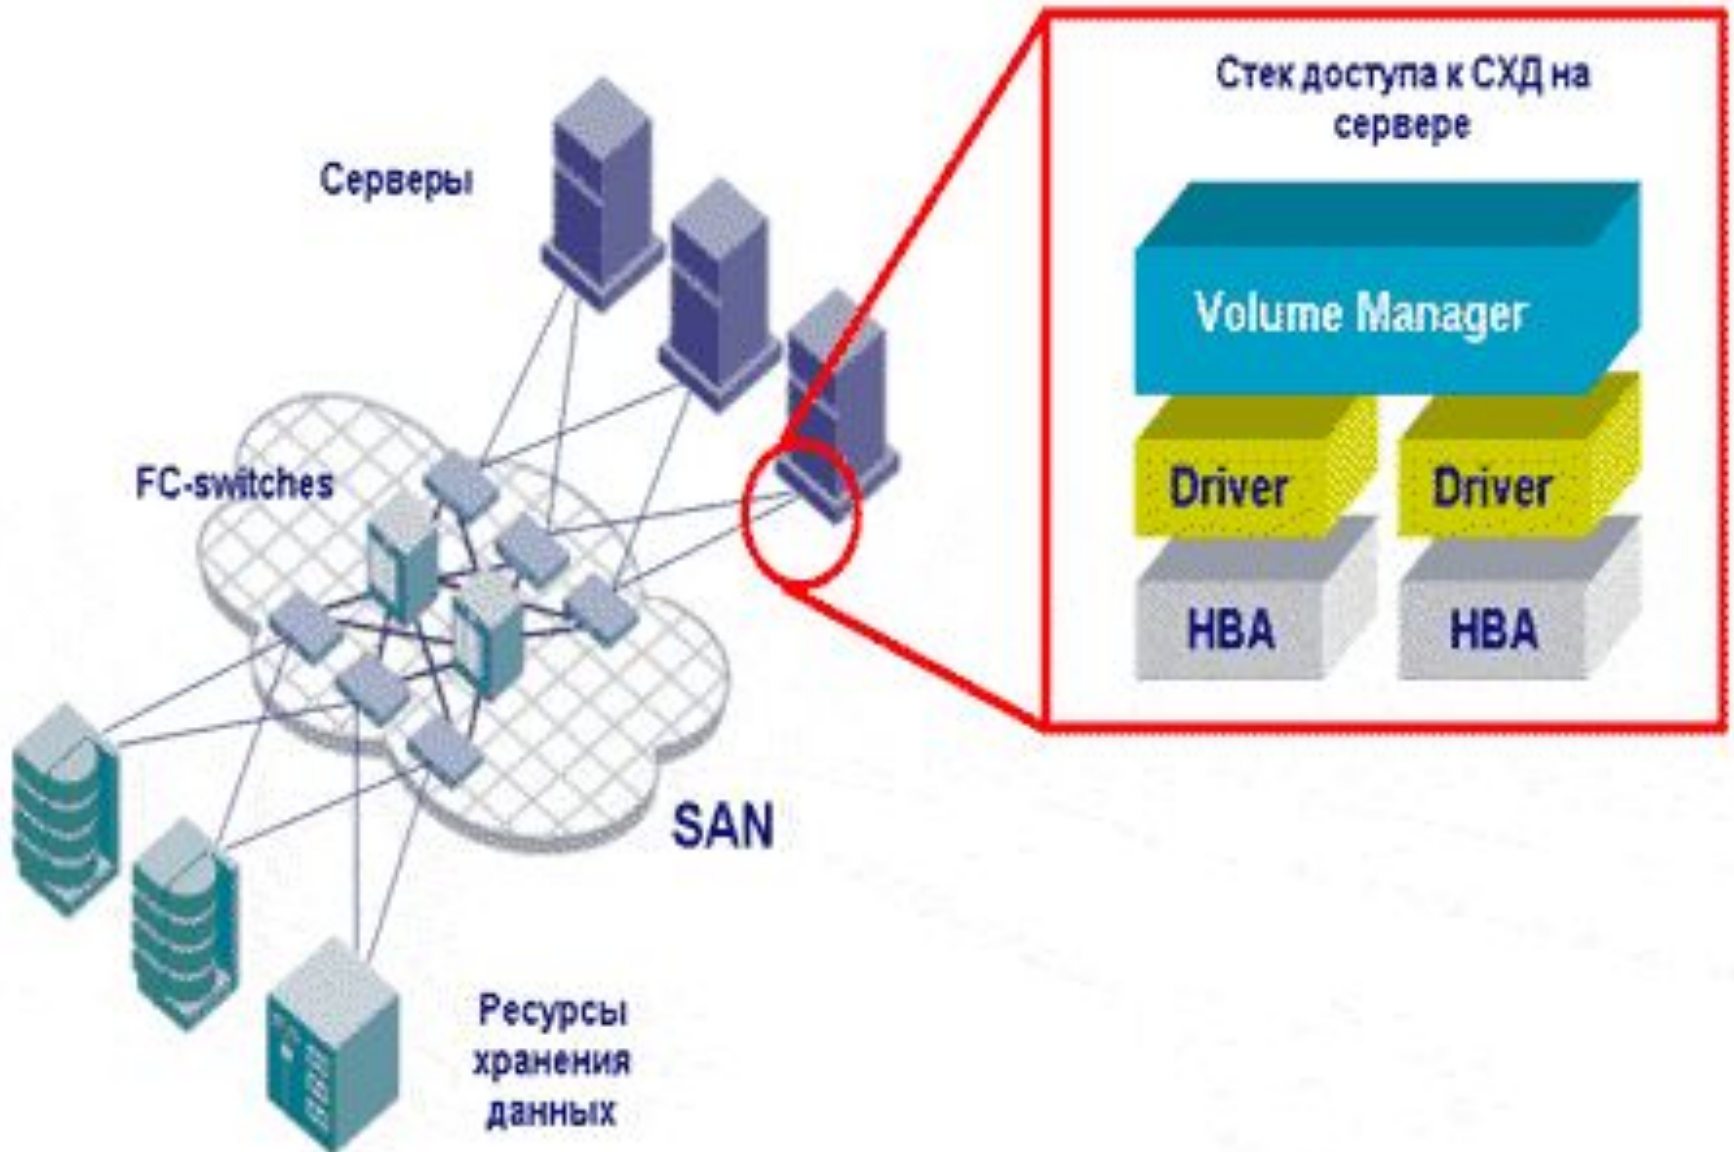 Стек доступа к СХД на
сервере
Серверы
Volume Manager
FC-switches
Driver
Driver
HBA
HBA
SAN
Ресурсы
хранения
данных